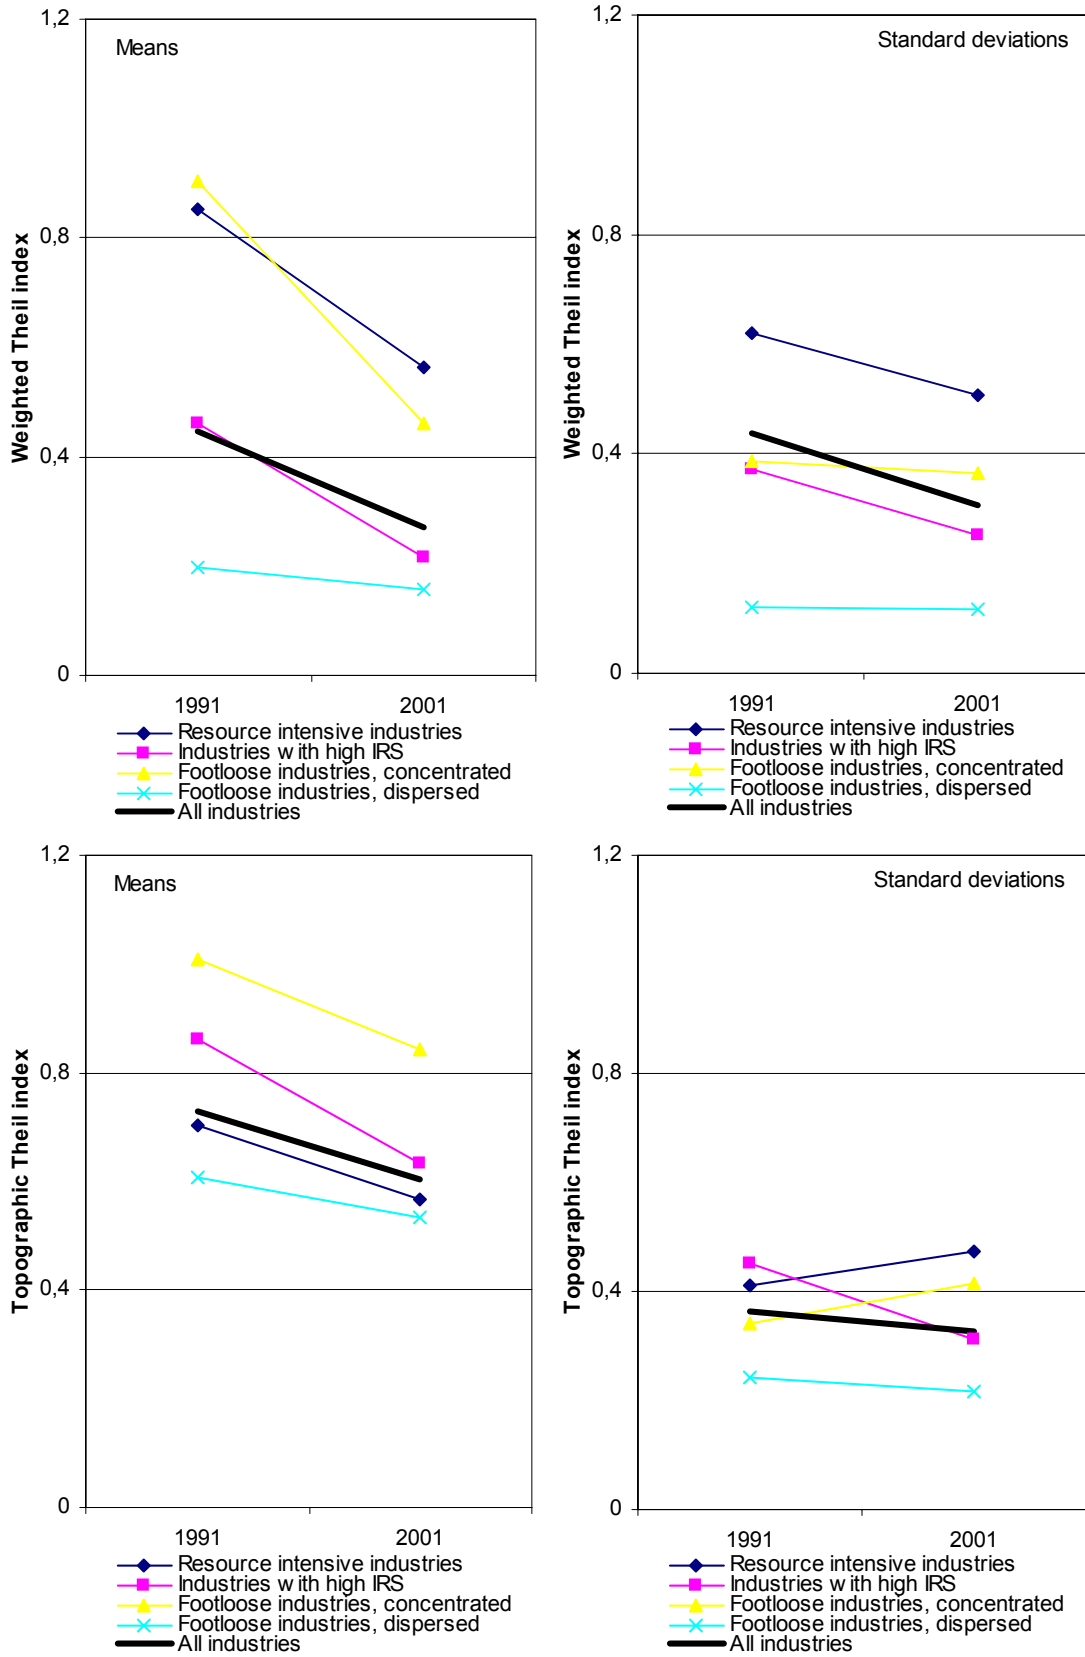 Means
Weighted Theil index
1,2
0,8
0,4
0
1991 2001
Resource intensive industries
Industries with high IRS
Footloose industries, concentrated
Footloose industries, dispersed
All industries
Standard deviations
Weighted Theil index
1,2
0,8
0,4
0
1991 2001
Resource intensive industries
Industries with high IRS
Footloose industries, concentrated
Footloose industries, dispersed
All industries
Means
Topographic Theil index
1,2
0,8
0,4
0
1991 2001
Resource intensive industries
Industries with high IRS
Footloose industries, concentrated
Footloose industries, dispersed
All industries
Standard deviations
Topographic Theil index
1,2
0,8
0,4
0
1991 2001
Resource intensive industries
Industries with high IRS
Footloose industries, concentrated
Footloose industries, dispersed
All industries